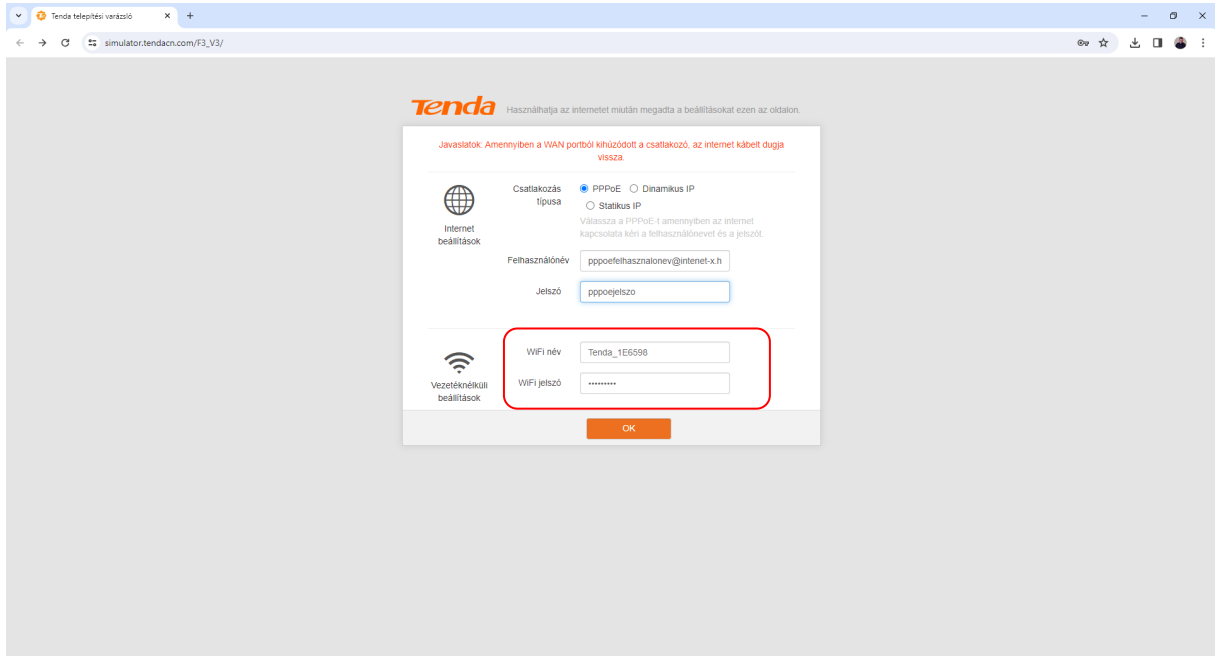 Tenda telepítési varázsló
simulator.tendacn.com/F3_V3/
Tenda Használhatja az internetet miután megadta a beállításokat ezen az oldalon.
Javaslatok: Amennyiben a WAN portból kihúzódott a csatlakozó, az internet kábelt dugja
vissza.
Internet
beállítások
Csatlakozás
típusa
PPPoE Dinamikus IP
Statikus IP
Válassza a PPPoE-t amennyiben az internet
kapcsolata kéri a felhasználónevet és a jelszót.
Felhasználónév pppoefelhasznalonev@intenet-x.h
Jelszó pppoejelszo
Vezetéknélküli
beállítások
WiFi név Tenda_1E6598
WiFi jelszó •••••••••
OK